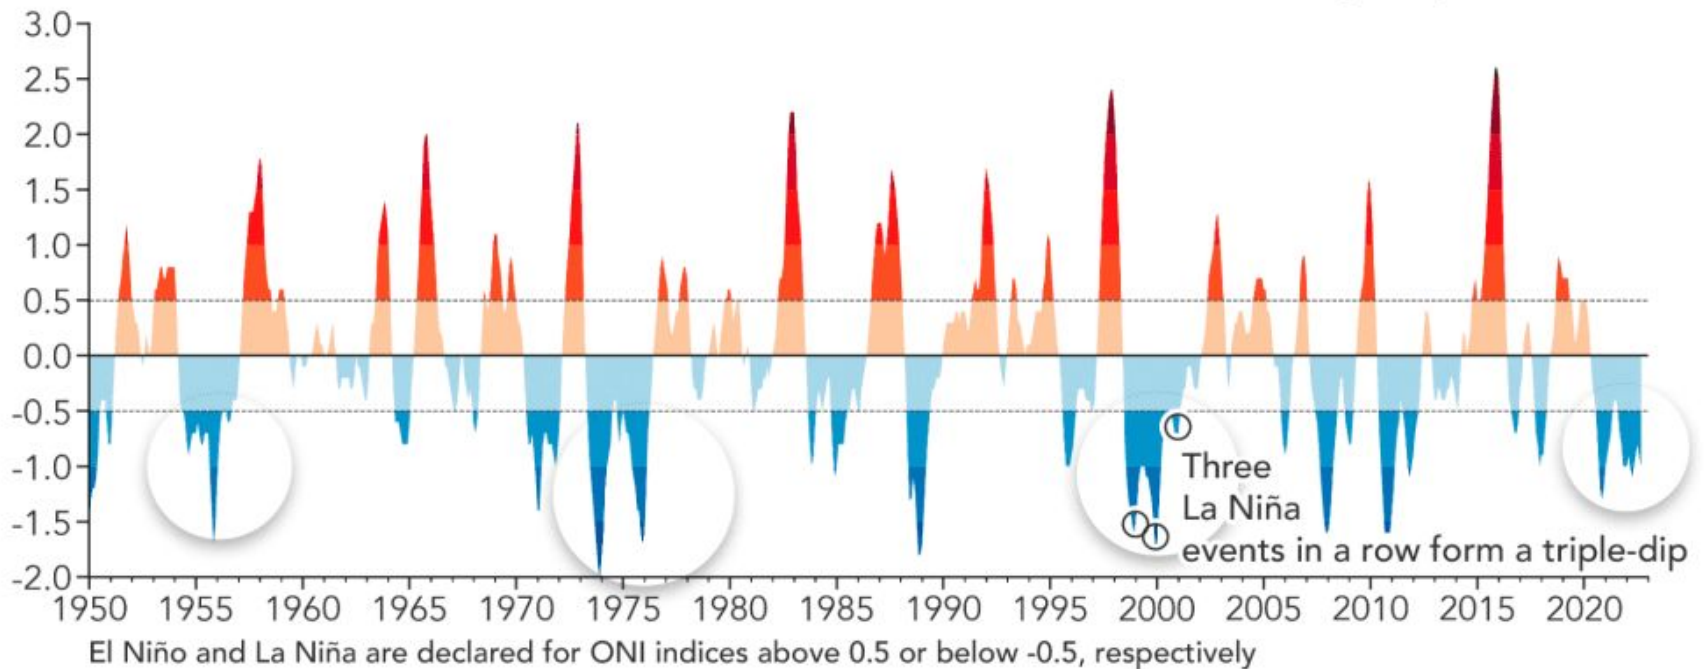 3.0
2.5
2.0
1.5
1.0
0.5
0.0
-0.5
-1.0
-1.5
-2.0
Three
La Niña
events in a row form a triple-dip
1950 1955 1960 1965 1970 1975 1980 1985 1990 1995 2000 2005 2010 2015 2020
El Niño and La Niña are declared for ONI indices above 0.5 or below -0.5, respectively